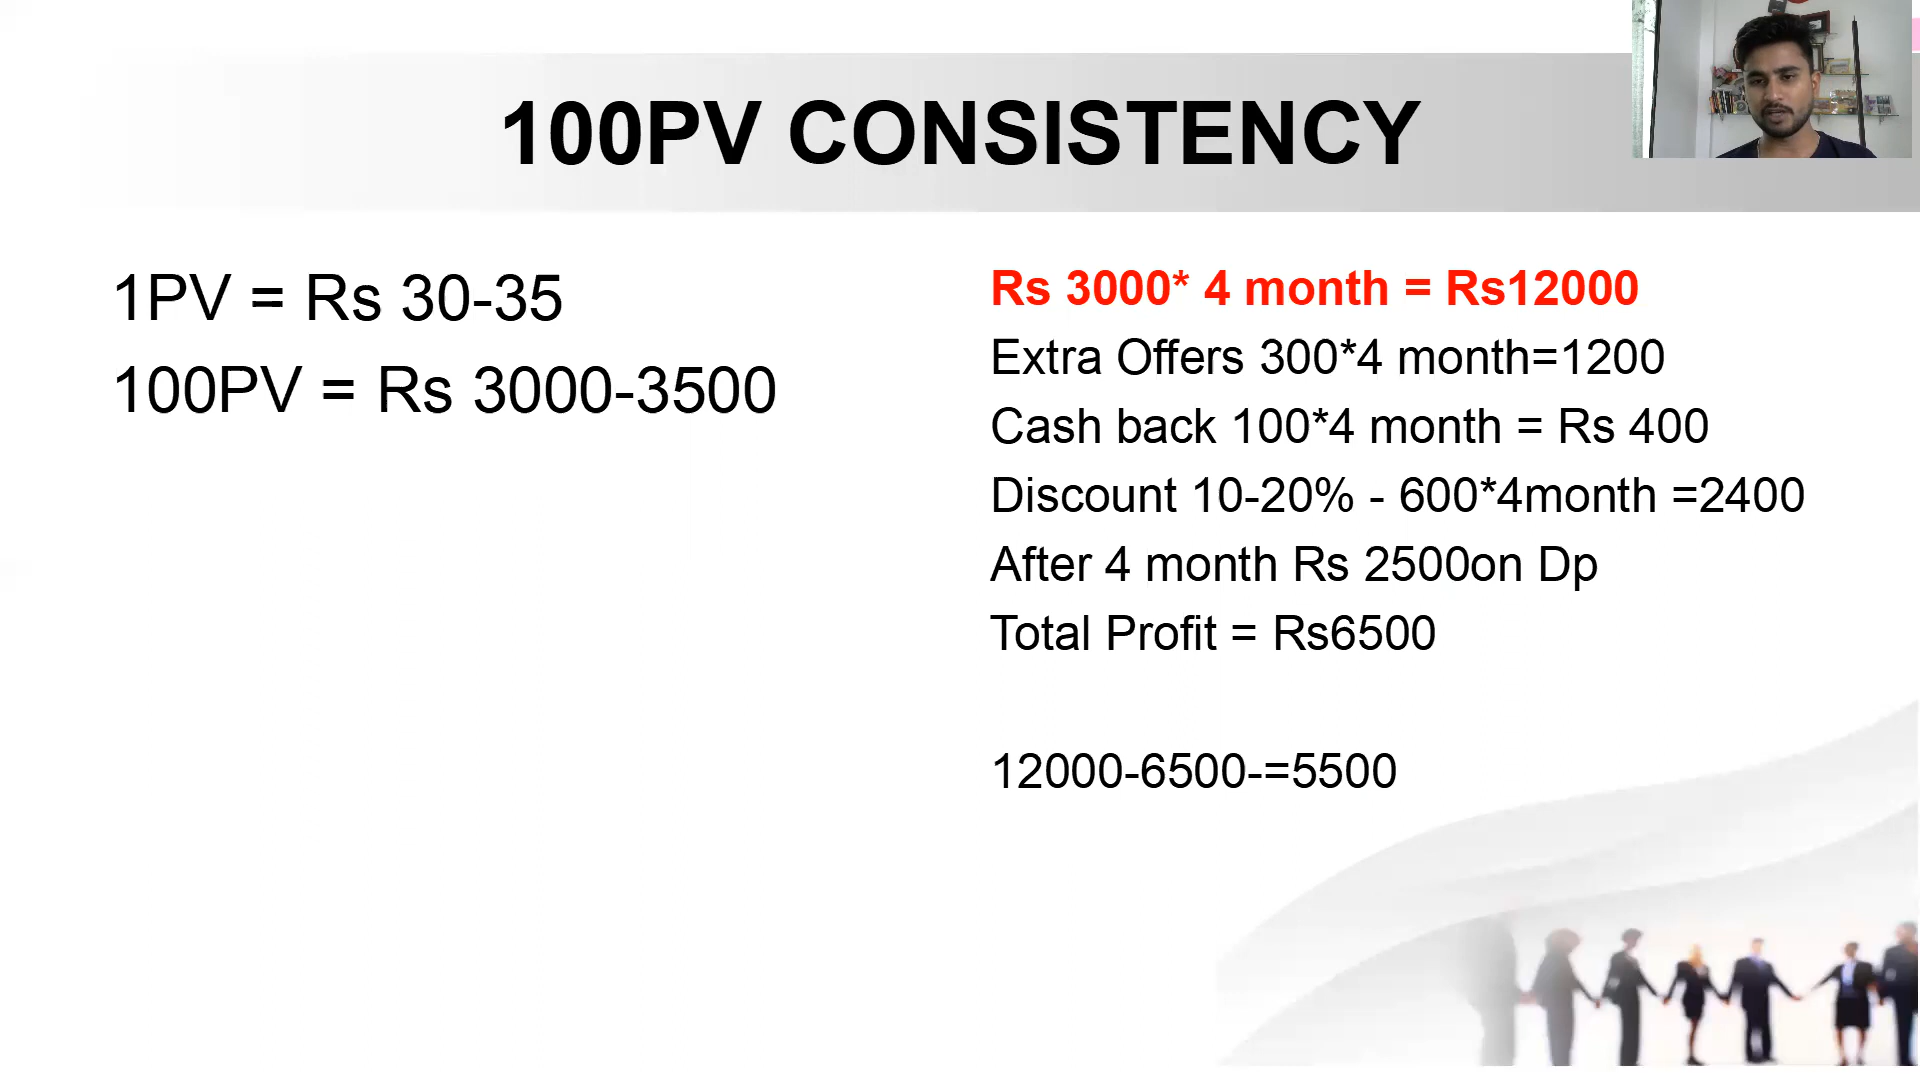 100PV CONSISTENCY
1PV = Rs 30-35
100PV = Rs 3000-3500
Rs 3000* 4 month = Rs12000
Extra Offers 300*4 month=1200
Cash back 100*4 month = Rs 400
Discount 10-20% - 600*4month =2400
After 4 month Rs 2500on Dp
Total Profit = Rs6500
12000-6500-=5500